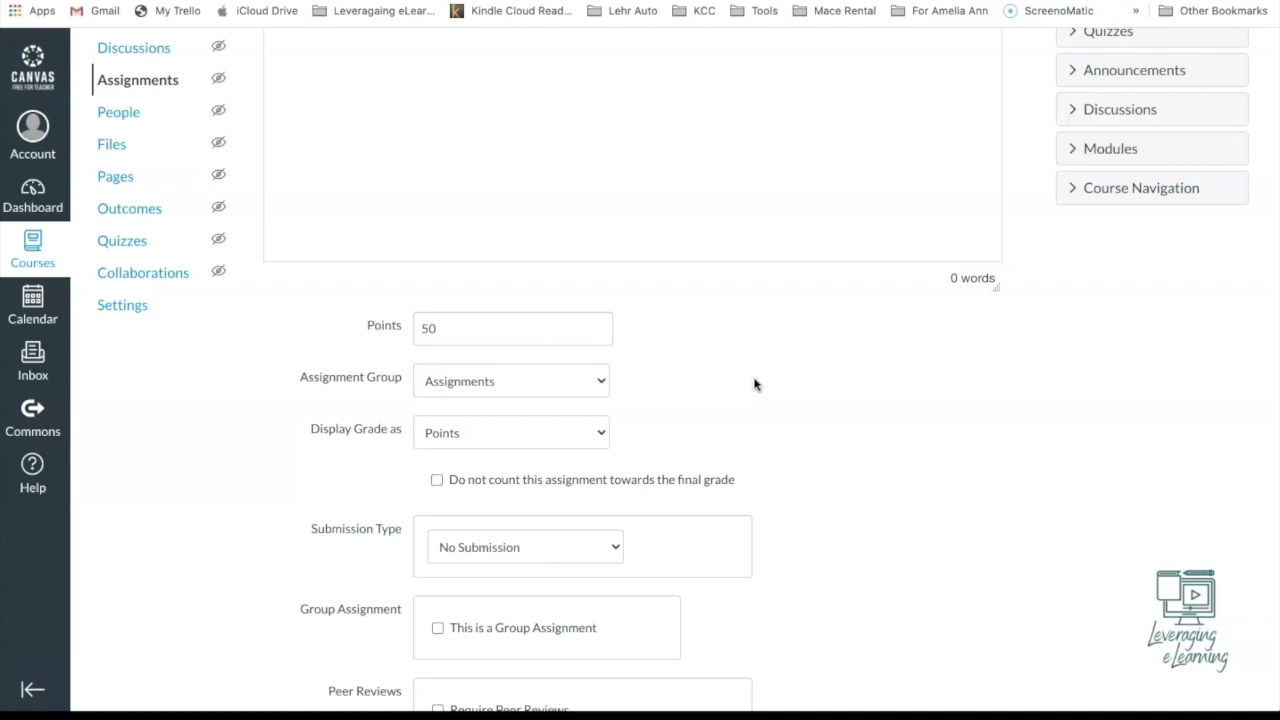 Apps Gmail My Trello iCloud Drive Leveragaing eLear... Kindle Cloud Read... Lehr Auto KCC Tools Mace Rental For Amelia Ann ScreenoMatic » Other Bookmarks
CANVAS
FREE FOR TEACHER
Account
Dashboard
Courses
Calendar
Inbox
Commons
Help
Discussions
Assignments
People
Files
Pages
Outcomes
Quizzes
Collaborations
Settings
0 words
Points 50
Assignment Group Assignments
Display Grade as Points
Do not count this assignment towards the final grade
Submission Type No Submission
Group Assignment This is a Group Assignment
Peer Reviews Require Peer Reviews
Quizzes
Announcements
Discussions
Modules
Course Navigation
Leveraging
eLearning